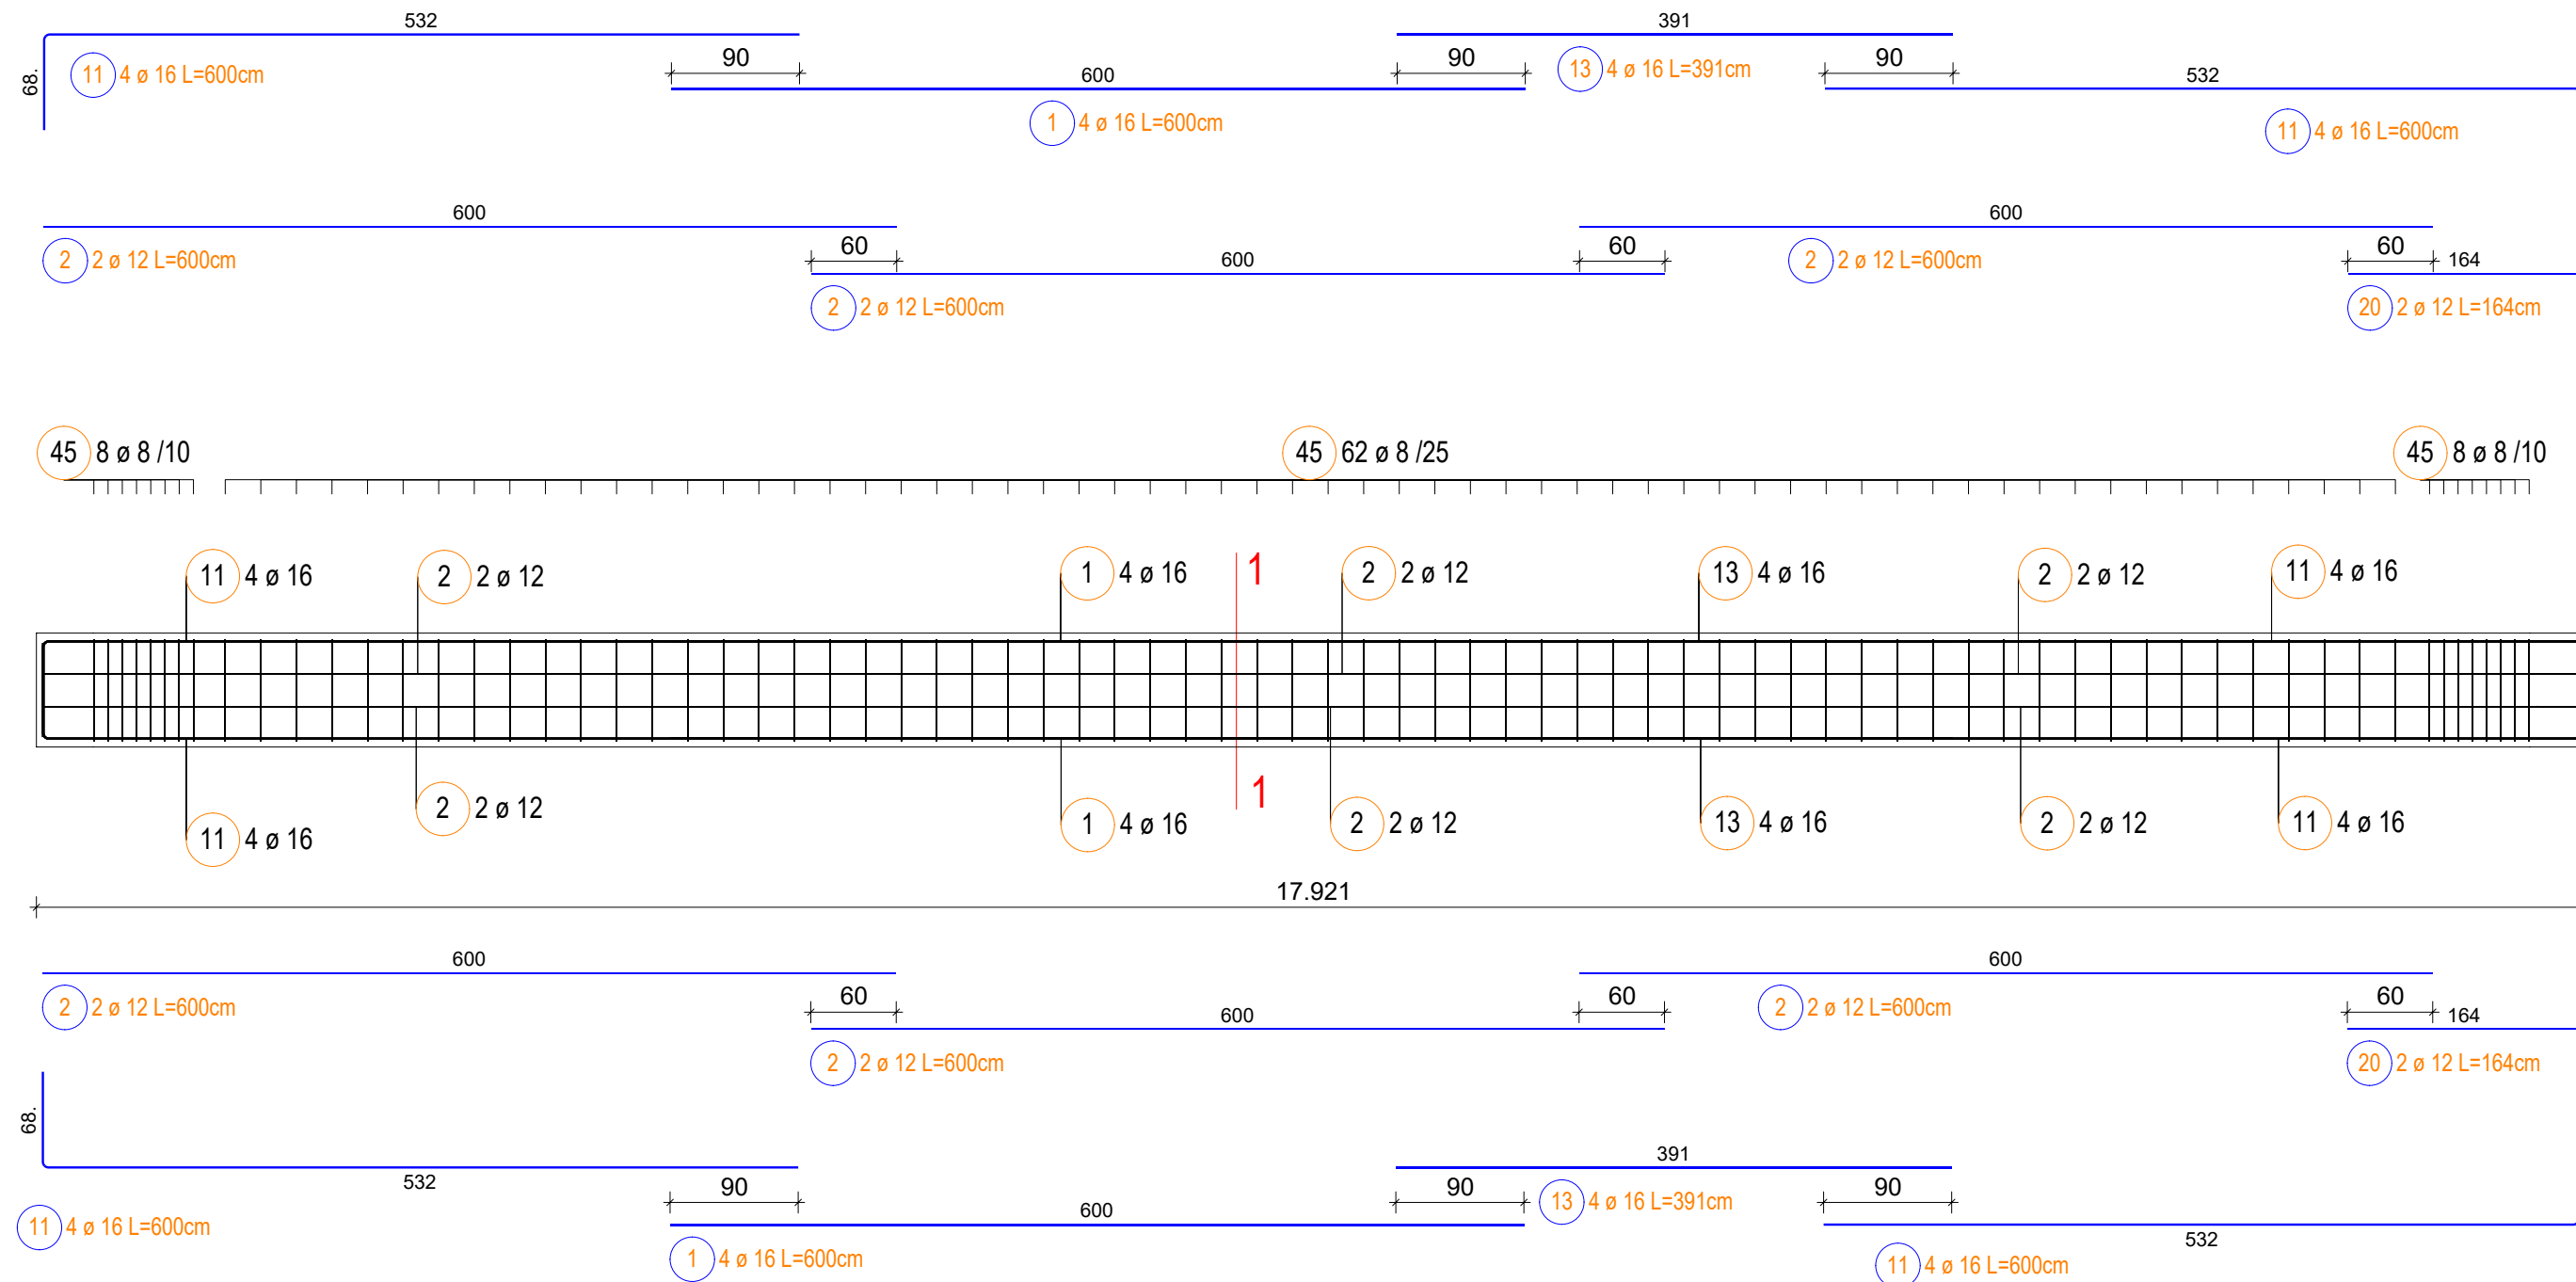 532
391
68.
11 4 ø 16 L=600cm
90
600
90
13 4 ø 16 L=391cm
90
532
1 4 ø 16 L=600cm
11 4 ø 16 L=600cm
600
600
2 2 ø 12 L=600cm
60
600
60
2 2 ø 12 L=600cm
60
164
2 2 ø 12 L=600cm
20 2 ø 12 L=164cm
45 8 ø 8 /10
45 62 ø 8 /25
45 8 ø 8 /10
11 4 ø 16
2 2 ø 12
1 4 ø 16
1
2 2 ø 12
13 4 ø 16
2 2 ø 12
11 4 ø 16
11 4 ø 16
2 2 ø 12
1 4 ø 16
1
2 2 ø 12
13 4 ø 16
2 2 ø 12
11 4 ø 16
17.921
600
600
2 2 ø 12 L=600cm
60
600
60
2 2 ø 12 L=600cm
60
164
2 2 ø 12 L=600cm
20 2 ø 12 L=164cm
68.
532
391
90
600
90
13 4 ø 16 L=391cm
90
532
11 4 ø 16 L=600cm
1 4 ø 16 L=600cm
11 4 ø 16 L=600cm